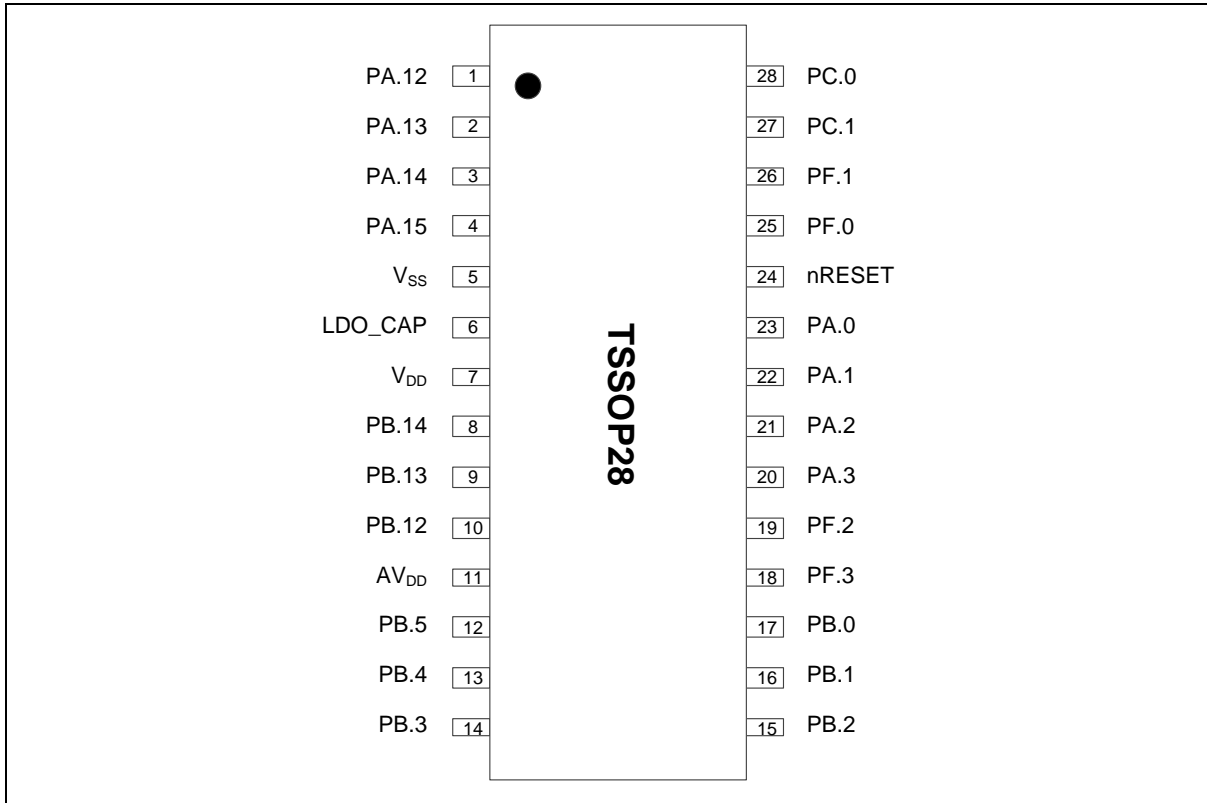 PA.12 1 28 PC.0
PA.13 2 27 PC.1
PA.14 3 26 PF.1
PA.15 4 25 PF.0
VSS 5 24 nRESET
LDO_CAP 6 23 PA.0
VDD 7 22 PA.1
PB.14 8 21 PA.2
PB.13 9 20 PA.3
PB.12 10 19 PF.2
AVDD 11 18 PF.3
PB.5 12 17 PB.0
PB.4 13 16 PB.1
PB.3 14 15 PB.2
TSSOP28